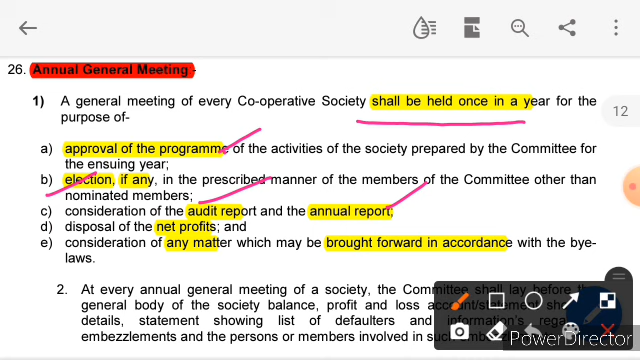 26. Annual General Meeting -
1) A general meeting of every Co-operative Society shall be held once in a year for the
purpose of-
12
a) approval of the programme of the activities of the society prepared by the Committee for
the ensuing year;
b) election, if any, in the prescribed manner of the members of the Committee other than
nominated members;
c) consideration of the audit report and the annual report;
d) disposal of the net profits; and
e) consideration of any matter which may be brought forward in accordance with the bye-
laws.
2. At every annual general meeting of a society, the Committee shall lay before the
general body of the society balance, profit and loss
details, statement showing list of defaulters and
embezzlements and the persons or members involved in such
PowerDirector